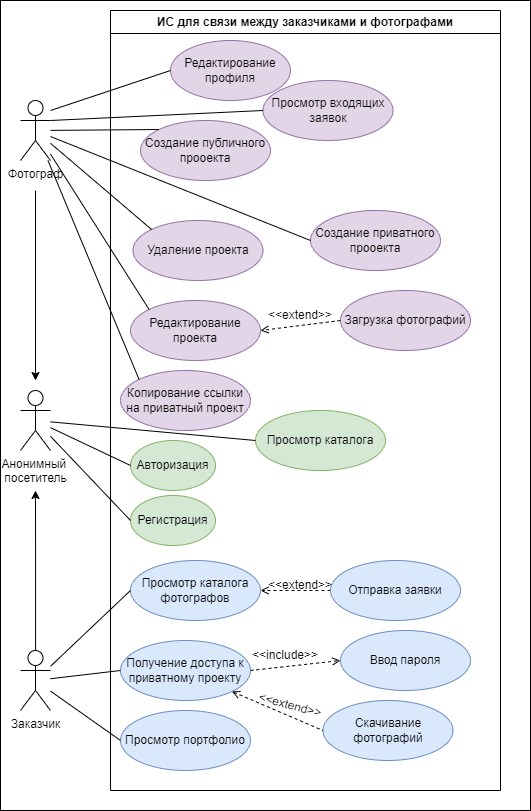 ИС для связи между заказчиками и фотографами
Редактирование
профиля
Просмотр входящих
заявок
Создание публичного
проекта
Фотограф
Создание приватного
проекта
Удаление проекта
<<extend>>
Загрузка фотографий
Редактирование
проекта
Копирование ссылки
на приватный проект
Просмотр каталога
Анонимный
посетитель
Авторизация
Регистрация
Просмотр каталога
фотографов
<<extend>>
Отправка заявки
Получение доступа к
приватному проекту
<<include>>
Ввод пароля
<<extend>>
Заказчик
Скачивание
фотографий
Просмотр портфолио